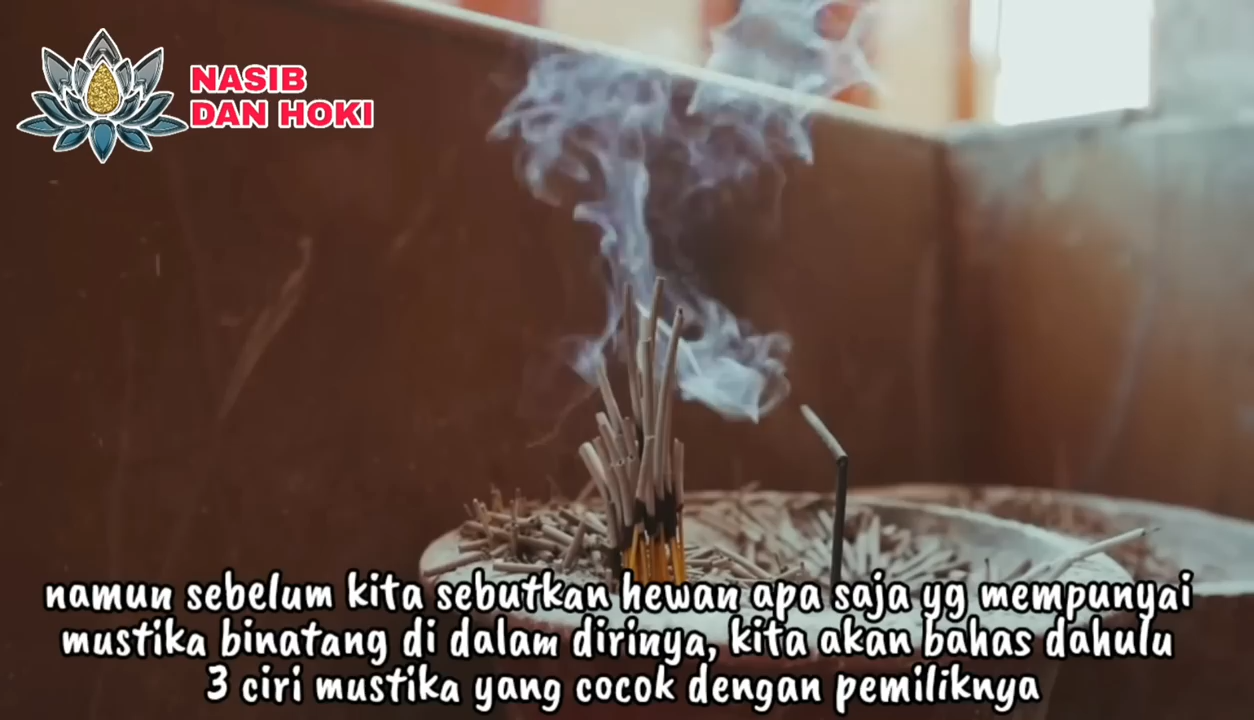 NASIB
DAN HOKI
namun sebelum kita sebutkan hewan apa saja yg mempunyai
mustika binatang di dalam dirinya, kita akan bahas dahulu
3 ciri mustika yang cocok dengan pemiliknya